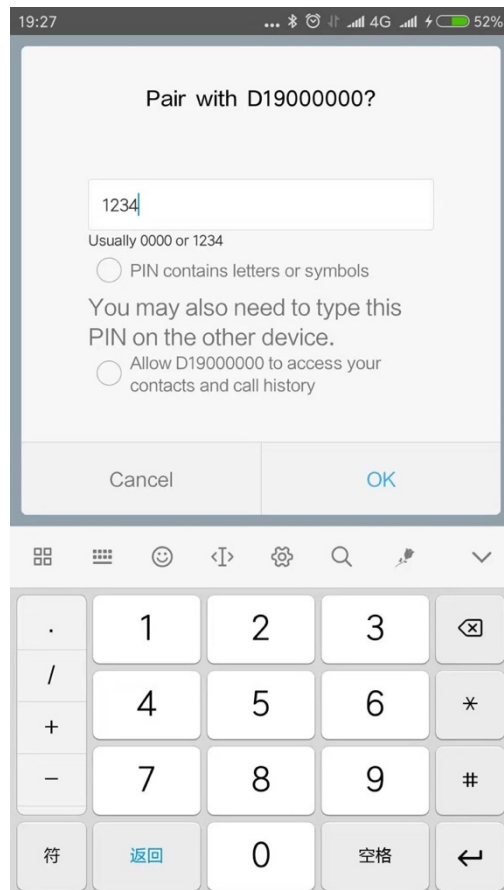 19:27 ... 4G 52%
Pair with D19000000?
1234
Usually 0000 or 1234
PIN contains letters or symbols
You may also need to type this
PIN on the other device.
Allow D19000000 to access your
contacts and call history
Cancel OK
. 1 2 3
/
4 5 6 *
+
- 7 8 9 #
符 返回 0 空格